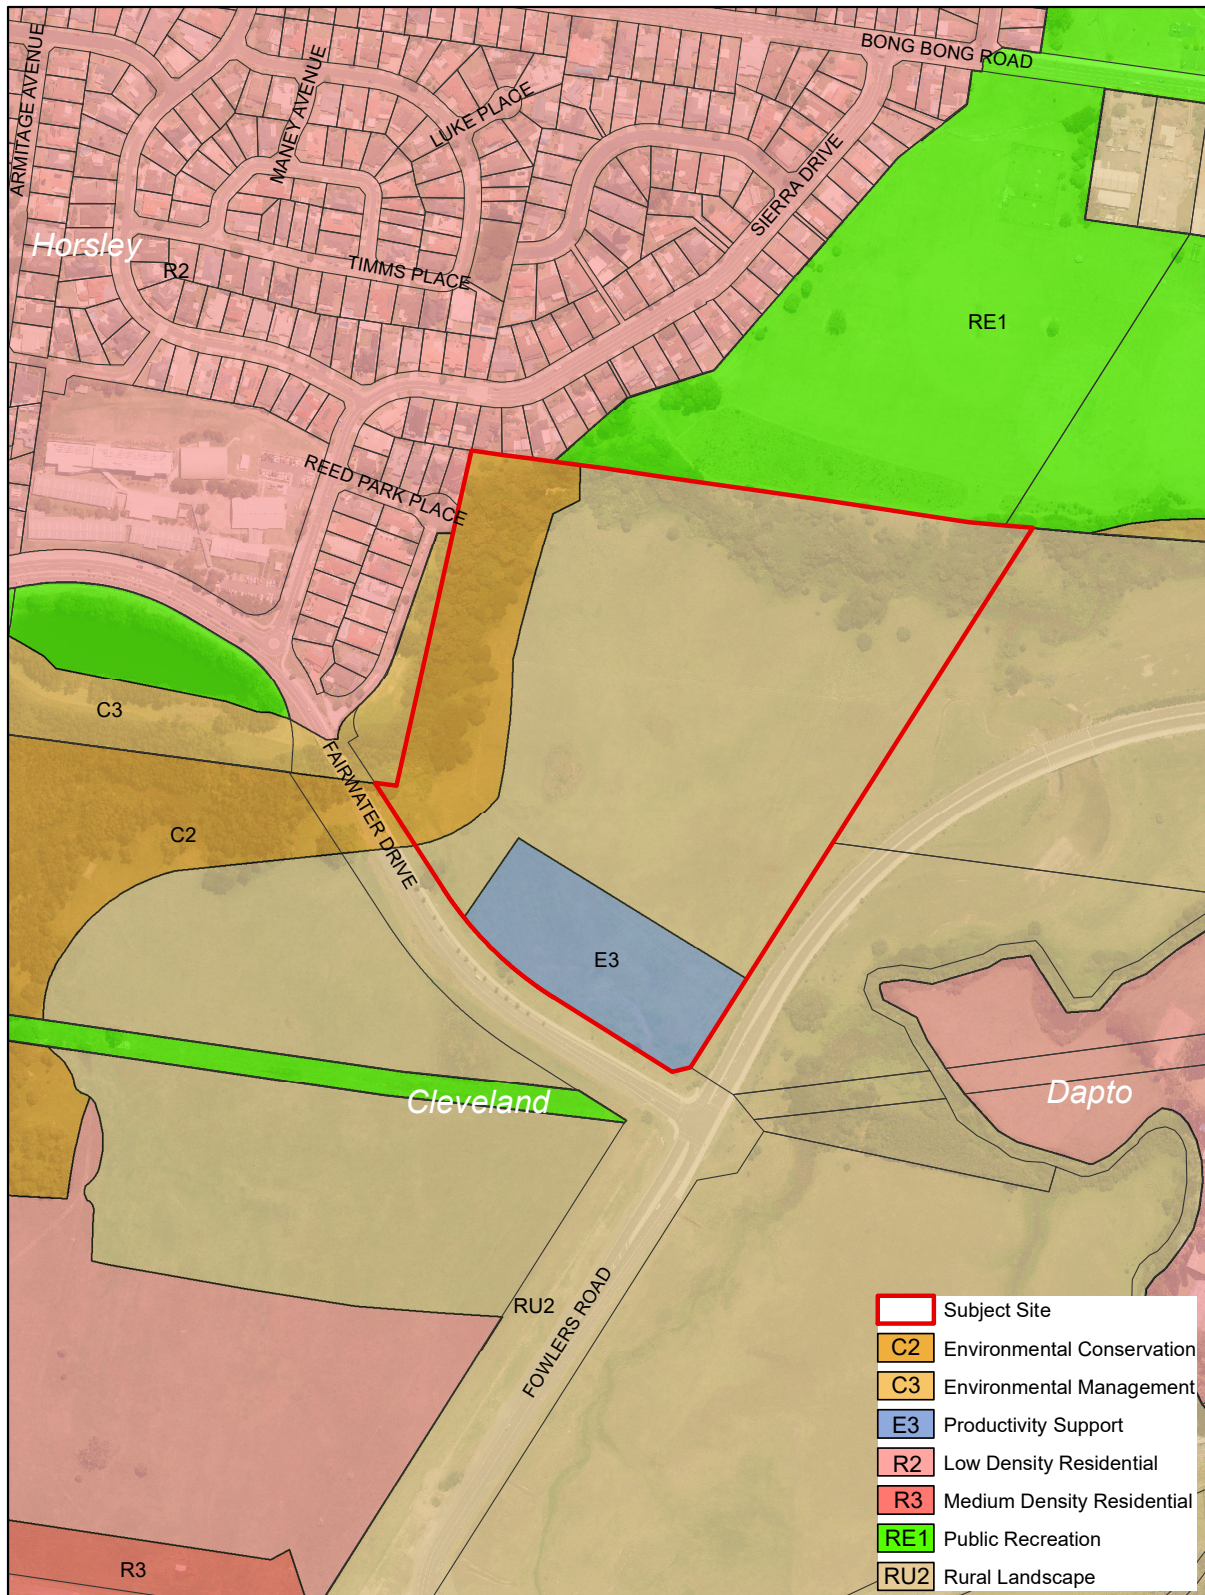 BONG BONG ROAD
ARMITAGE AVENUE
MANEY AVENUE
LUKE PLACE
SIERRA DRIVE
Horsley
R2
TIMMS PLACE
RE1
REED PARK PLACE
C3
FAIRWATER DRIVE
C2
E3
Cleveland
Dapto
RU2
FOWLERS ROAD
R3
Subject Site
C2 Environmental Conservation
C3 Environmental Management
E3 Productivity Support
R2 Low Density Residential
R3 Medium Density Residential
RE1 Public Recreation
RU2 Rural Landscape